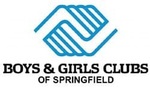 BOYS & GIRLS CLUBS
OF SPRINGFIELD